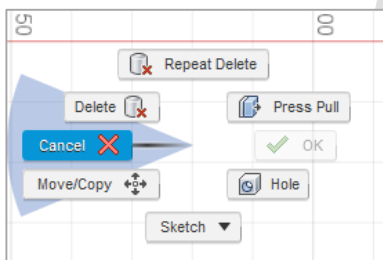 50
00
Repeat Delete
Delete
Press Pull
Cancel
OK
Move/Copy
Hole
Sketch